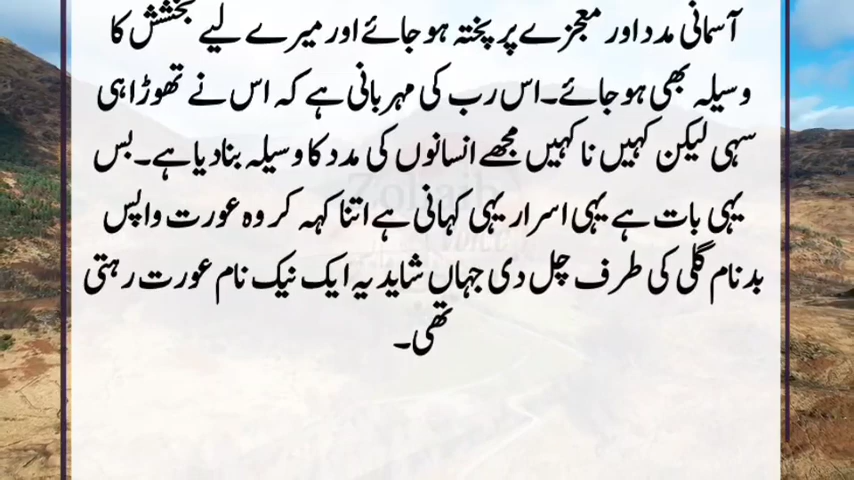 آسمانی مدد اور معجزے پر پختہ ہو جائے اور میرے لیے بخشش کا
وسیلہ بھی ہو جائے۔ اس رب کی مہربانی ہے کہ اس نے تھوڑا ہی
سہی لیکن کہیں نا کہیں مجھے انسانوں کی مدد کا وسیلہ بنا دیا ہے۔ بس
یہی بات ہے یہی اسرار یہی کہانی ہے اتنا کہہ کر وہ عورت واپس
بدنام گلی کی طرف چل دی جہاں شاید یہ ایک نیک نام عورت رہتی
تھی۔
Zohaib
voice